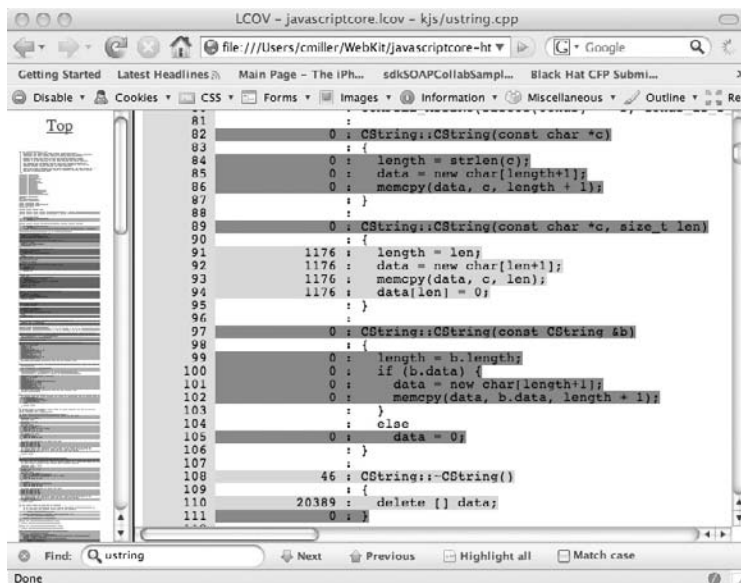 LCOV – javascriptcore.lcov – kjs/ustring.cpp
file:///Users/cmiller/WebKit/javascriptcore-ht
G Google
Getting Started Latest Headlines Main Page – The iPh... sdkSOAPCollabSampl... Black Hat CFP Submi...
Disable Cookies CSS Forms Images Information Miscellaneous Outline Re
Top
81 :
82 0 : CString::CString(const char *c)
83 : {
84 0 : length = strlen(c);
85 0 : data = new char[length+1];
86 0 : memcpy(data, c, length + 1);
87 : }
88 :
89 0 : CString::CString(const char *c, size_t len)
90 : {
91 1176 : length = len;
92 1176 : data = new char[len+1];
93 1176 : memcpy(data, c, len);
94 1176 : data[len] = 0;
95 : }
96 :
97 0 : CString::CString(const CString &b)
98 : {
99 0 : length = b.length;
100 0 : if (b.data) {
101 0 : data = new char[length+1];
102 0 : memcpy(data, b.data, length + 1);
103 : }
104 : else
105 0 : data = 0;
106 : }
107 :
108 46 : CString::~CString()
109 : {
110 20389 : delete [] data;
111 0 : }
Find: ustring Next Previous Highlight all Match case
Done